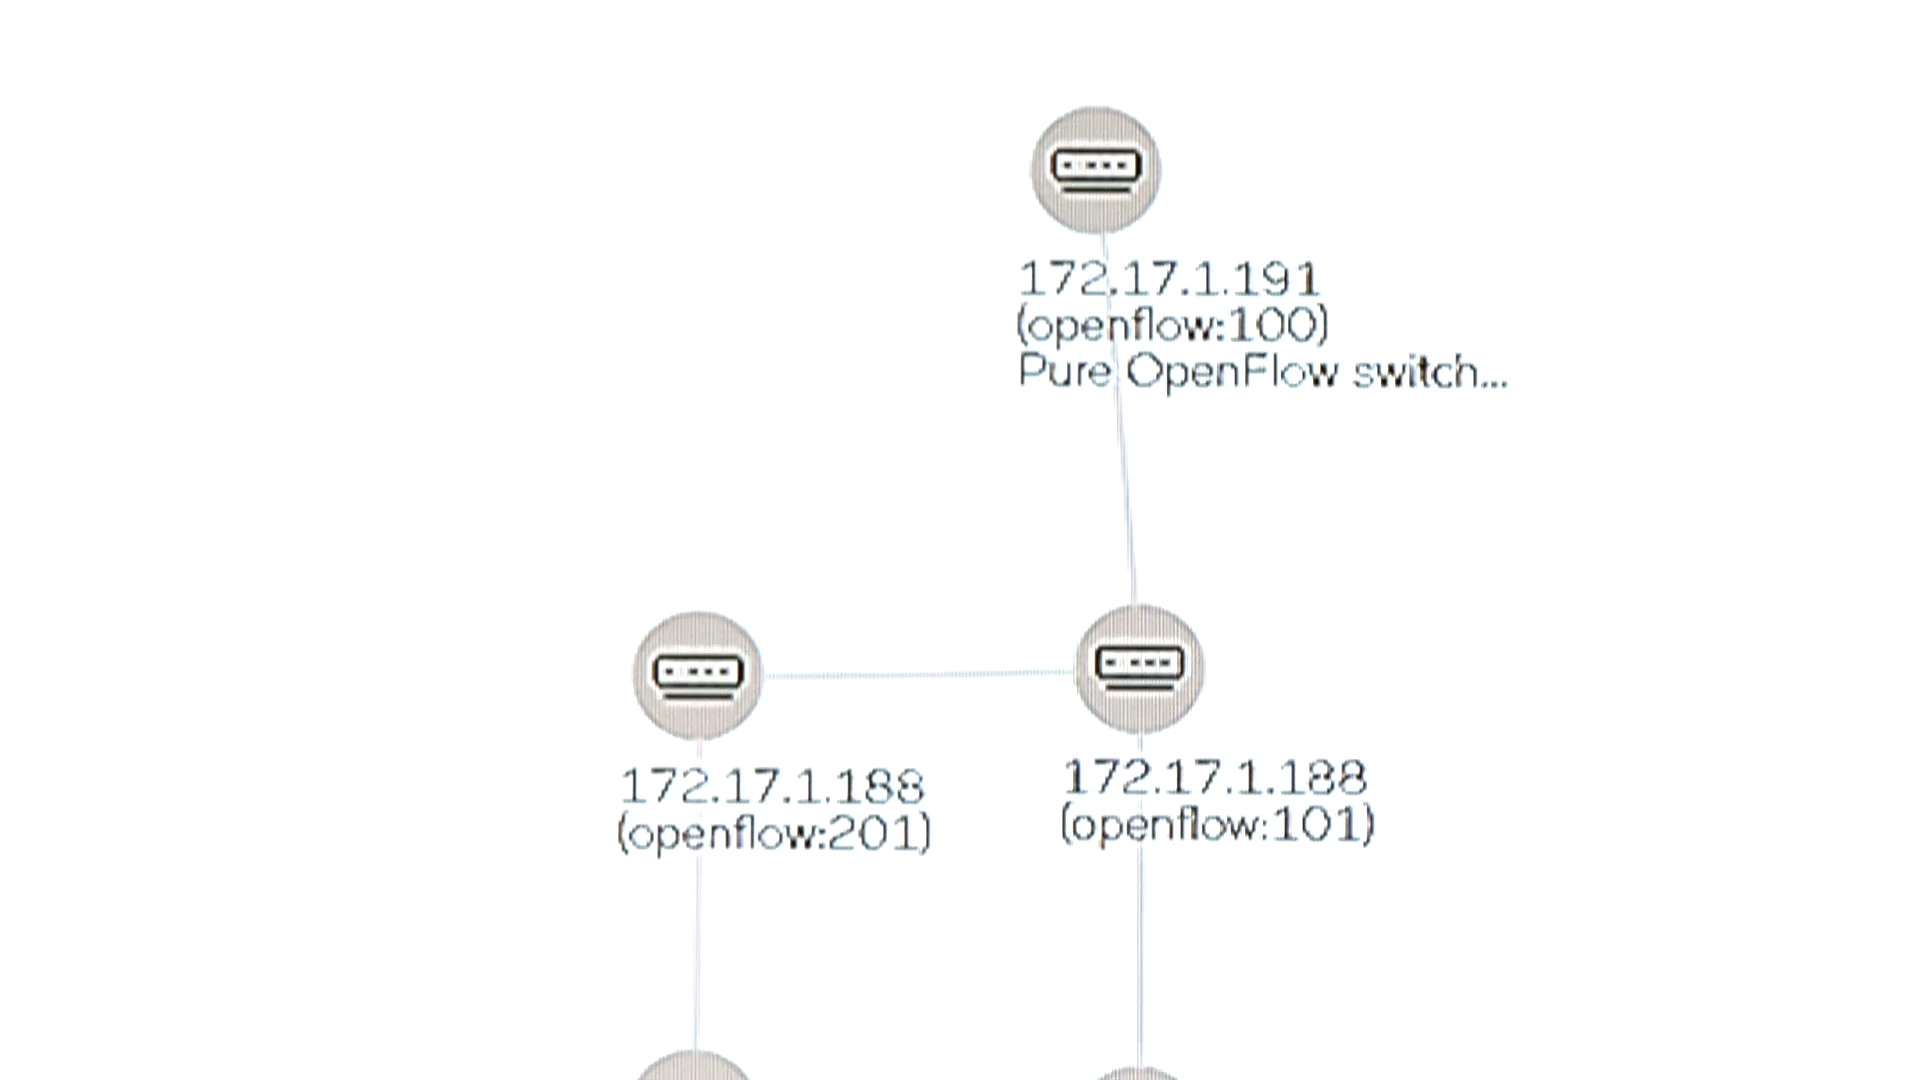 172.17.1.191
(openflow:100)
Pure OpenFlow switch...
172.17.1.188
(openflow:201)
172.17.1.188
(openflow:101)